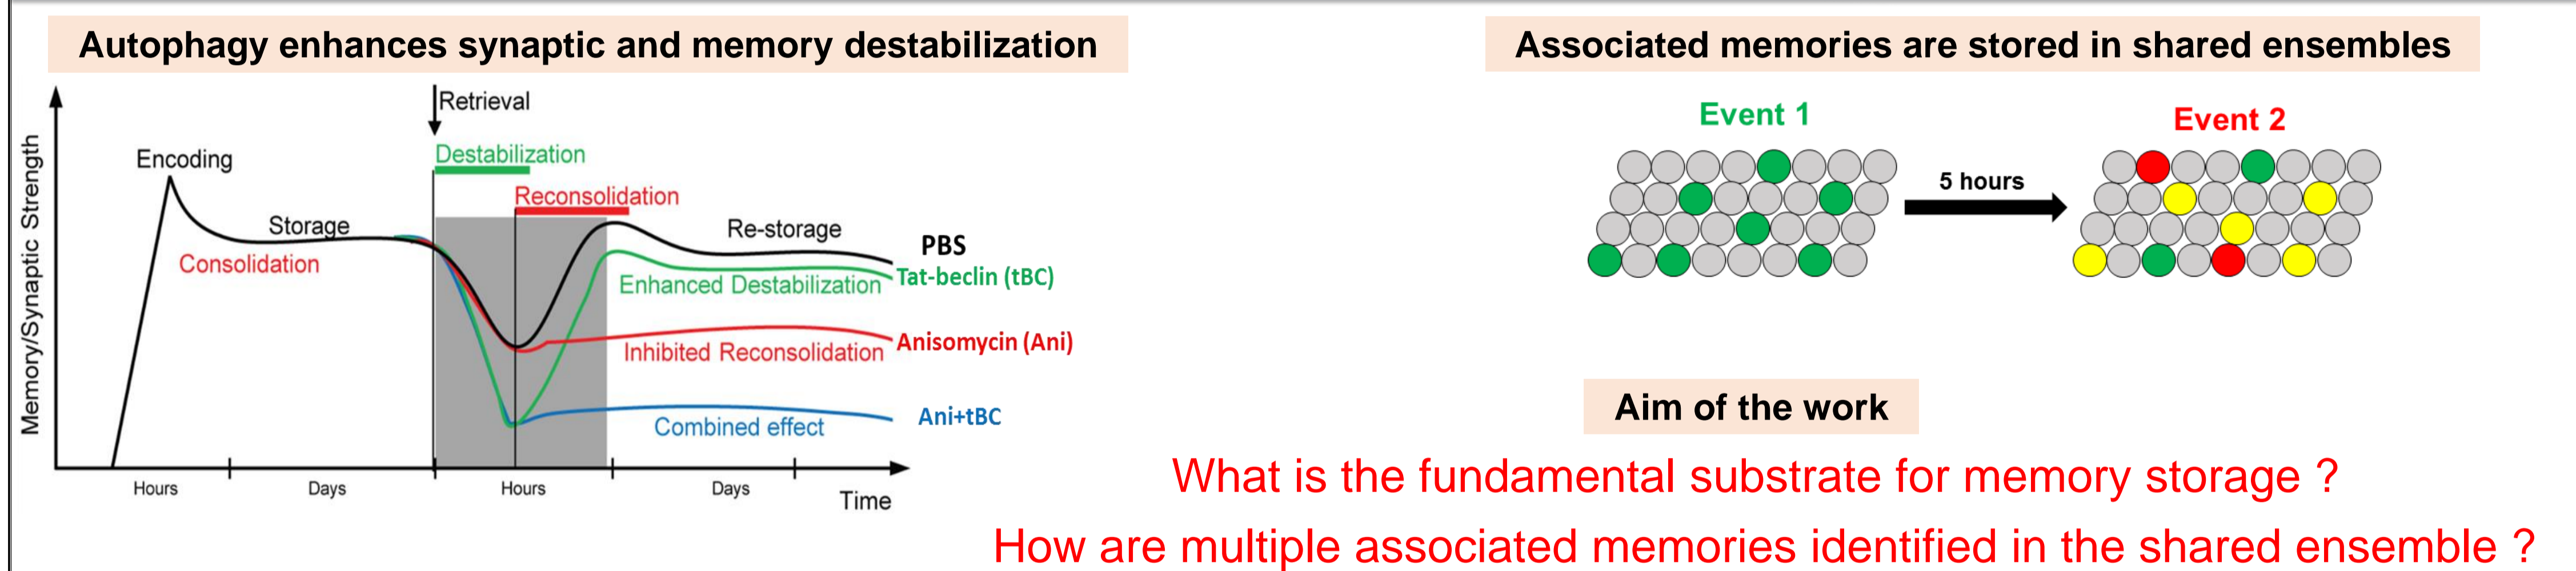 Autophagy enhances synaptic and memory destabilization
Memory/Synaptic Strength
Retrieval
Destabilization
Encoding
Reconsolidation
Storage
Re-storage
Consolidation
PBS
Enhanced Destabilization
Tat-beclin (tBC)
Inhibited Reconsolidation
Anisomycin (Ani)
Combined effect
Ani+tBC
Hours
Days
Hours
Days
Time
Associated memories are stored in shared ensembles
Event 1
5 hours
Event 2
Aim of the work
What is the fundamental substrate for memory storage ?
How are multiple associated memories identified in the shared ensemble ?